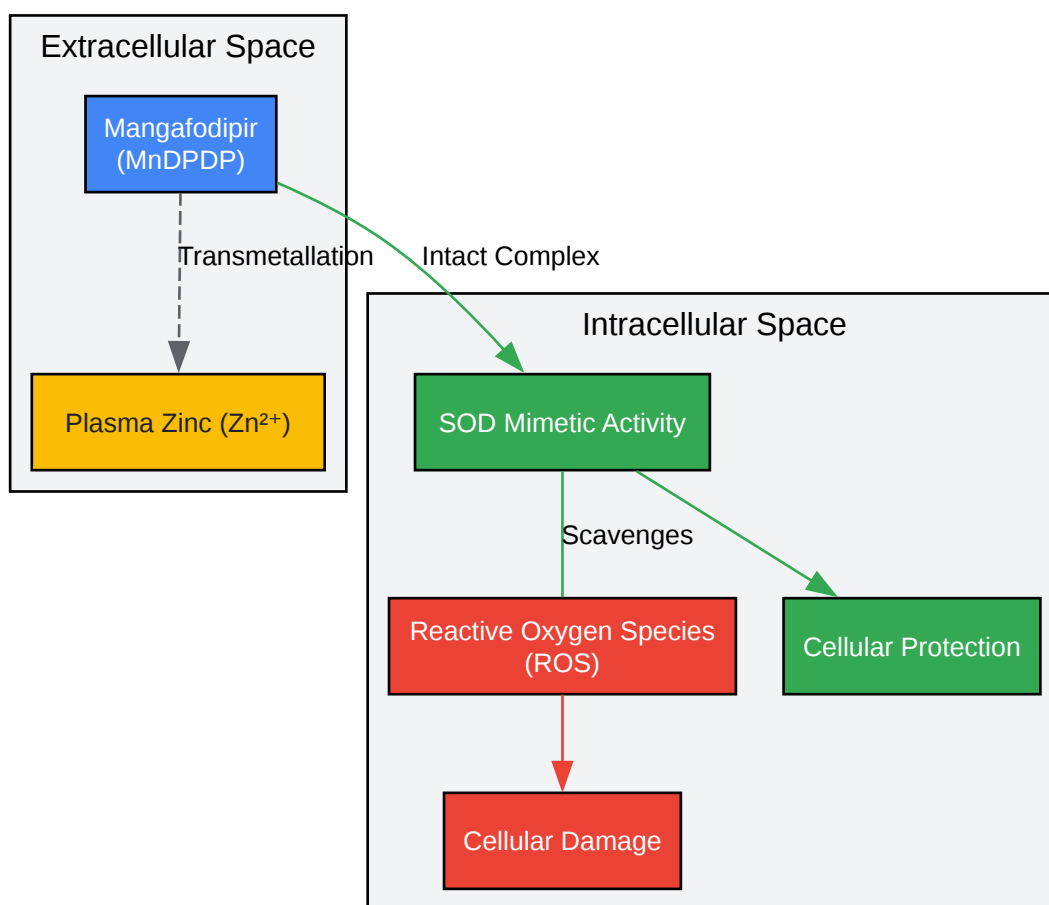 Extracellular Space
Mangafodipir
(MnDPDP)
Transmetallation
Intact Complex
Intracellular Space
Plasma Zinc (Zn²⁺)
SOD Mimetic Activity
Scavenges
Reactive Oxygen Species
(ROS)
Cellular Protection
Cellular Damage